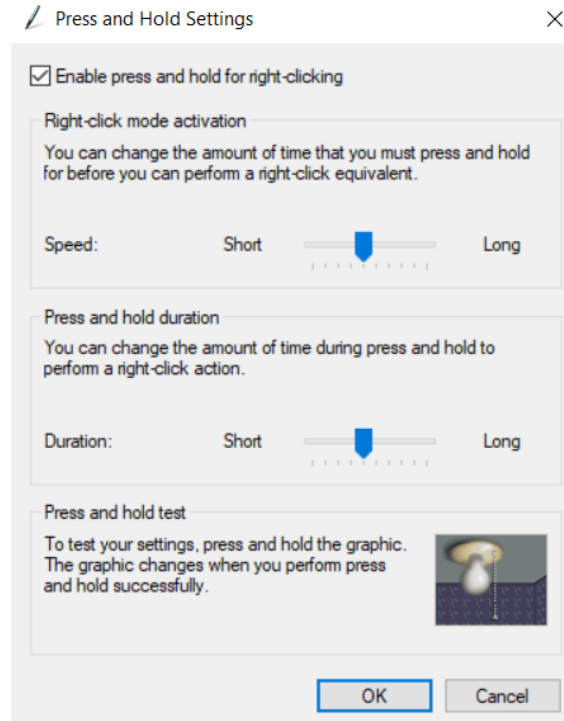 Press and Hold Settings
Enable press and hold for right-clicking
Right-click mode activation
You can change the amount of time that you must press and hold
for before you can perform a right-click equivalent.
Speed: Short Long
Press and hold duration
You can change the amount of time during press and hold to
perform a right-click action.
Duration: Short Long
Press and hold test
To test your settings, press and hold the graphic.
The graphic changes when you perform press
and hold successfully.
OK Cancel